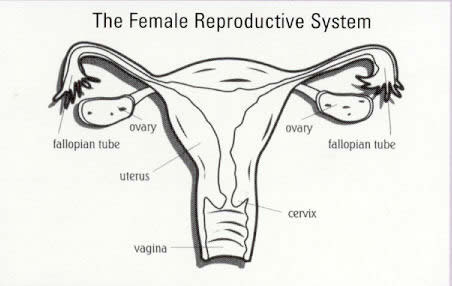 The Female Reproductive System
ovary
ovary
fallopian tube
fallopian tube
uterus
cervix
vagina